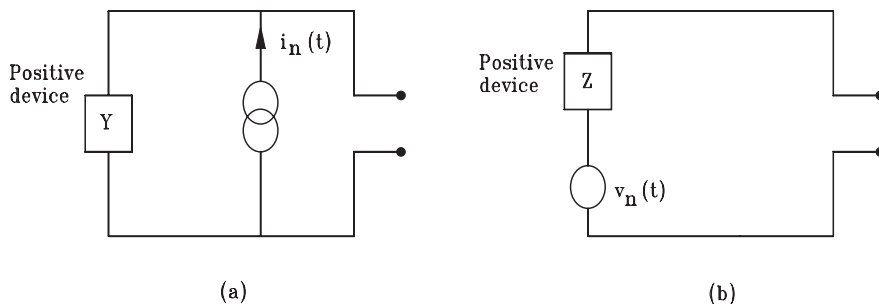 Positive
device
Y
i_n(t)
(a)
Positive
device
Z
v_n(t)
(b)